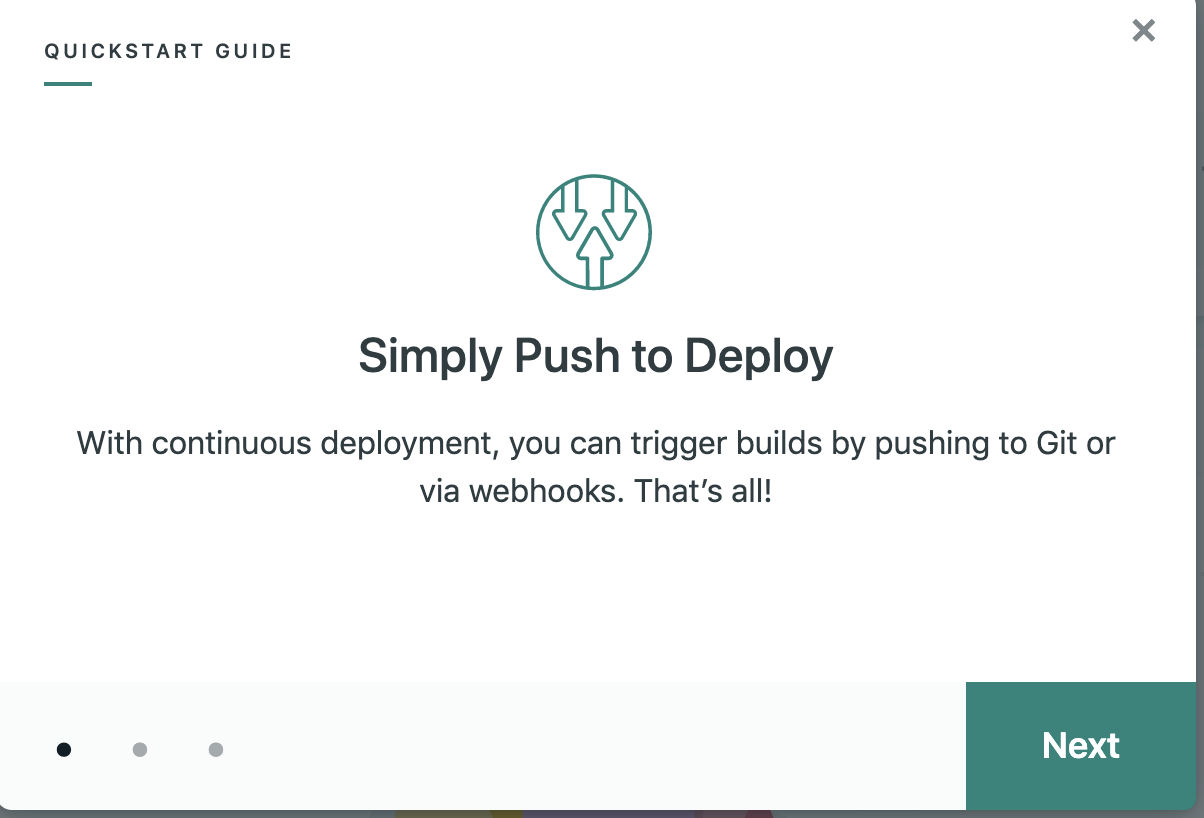 QUICKSTART GUIDE
Simply Push to Deploy
With continuous deployment, you can trigger builds by pushing to Git or
via webhooks. That’s all!
Next